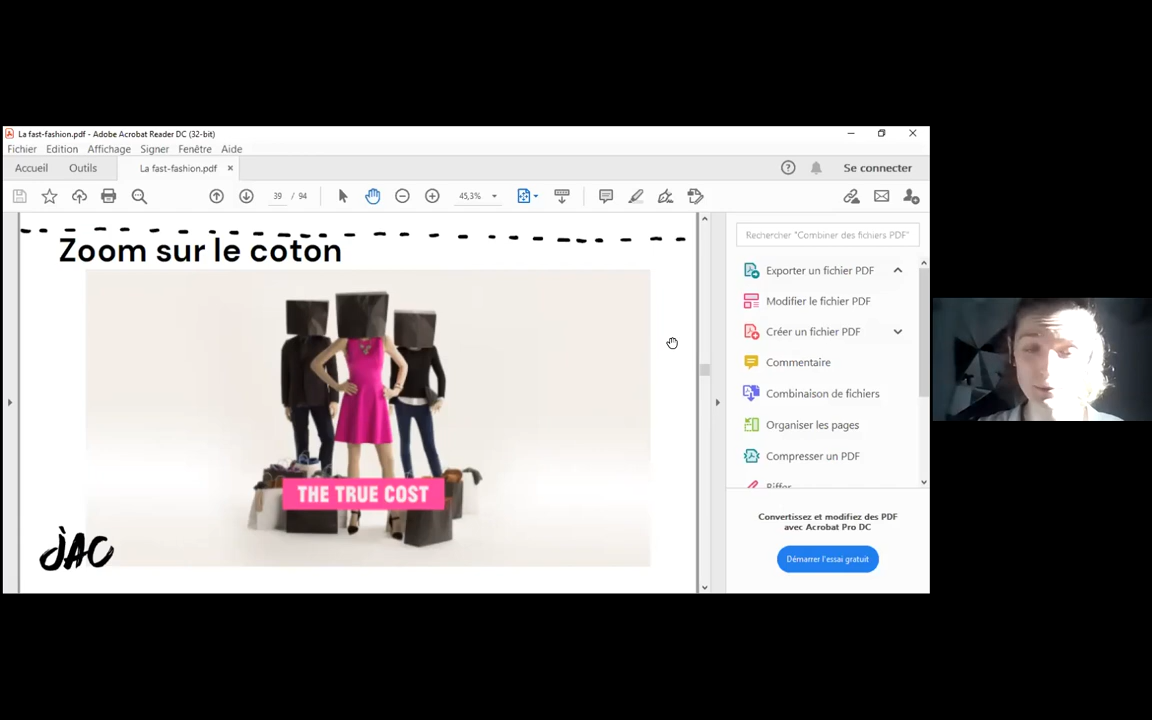 La fast-fashion.pdf - Adobe Acrobat Reader DC (32-bit)
Fichier Edition Affichage Signer Fenêtre Aide
Accueil Outils La fast-fashion.pdf Se connecter
39 / 94 45,3%
Zoom sur le coton
THE TRUE COST
JAC
Rechercher "Combiner des fichiers PDF"
Exporter un fichier PDF
Modifier le fichier PDF
Créer un fichier PDF
Commentaire
Combinaison de fichiers
Organiser les pages
Compresser un PDF
Convertissez et modifiez des PDF
avec Acrobat Pro DC
Démarrer l'essai gratuit